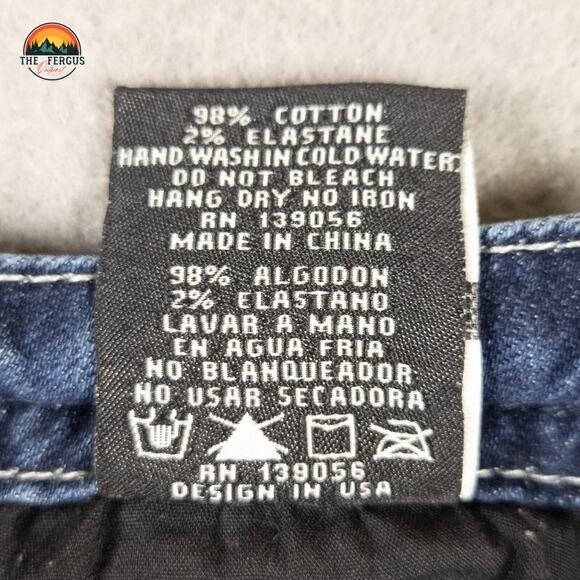 THE FERGUS
Outpost
98% COTTON
2% ELASTANE
HAND WASH IN COLD WATER
DO NOT BLEACH
HANG DRY NO IRON
RN 139056
MADE IN CHINA
98% ALGODON
2% ELASTANO
LAVAR A MANO
EN AGUA FRIA
NO BLANQUEADOR
NO USAR SECADORA
RN 139056
DESIGN IN USA